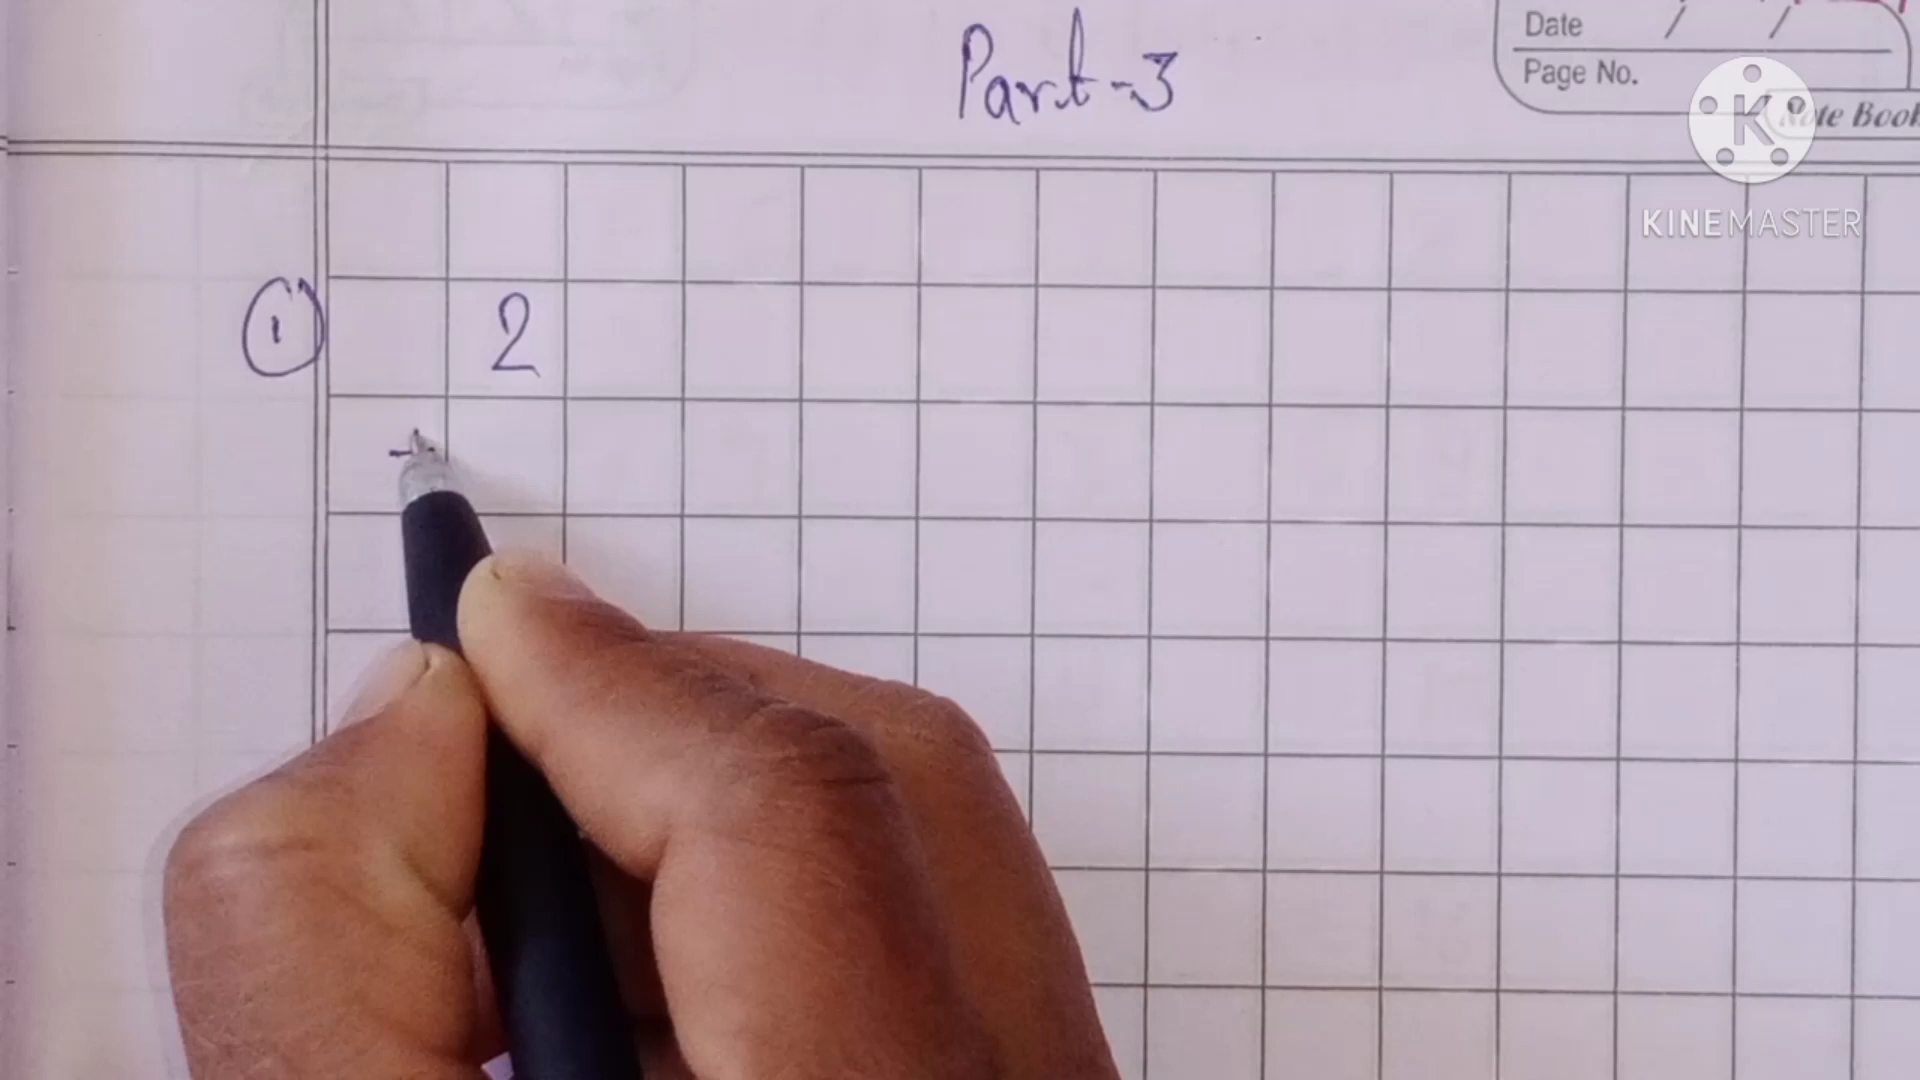 Part-3
Date / /
Page No.
Note Book
KINEMASTER
① 2
+